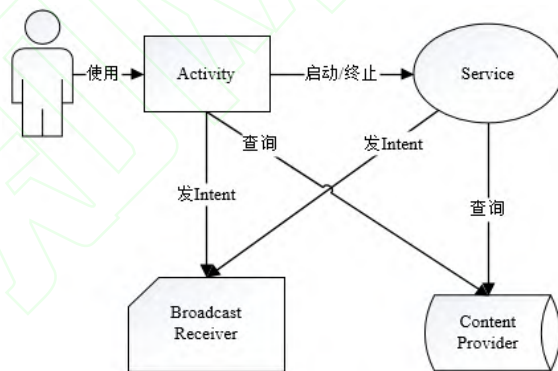 使用
Activity
启动/终止
Service
查询
发Intent
发Intent
查询
Broadcast
Receiver
Content
Provider